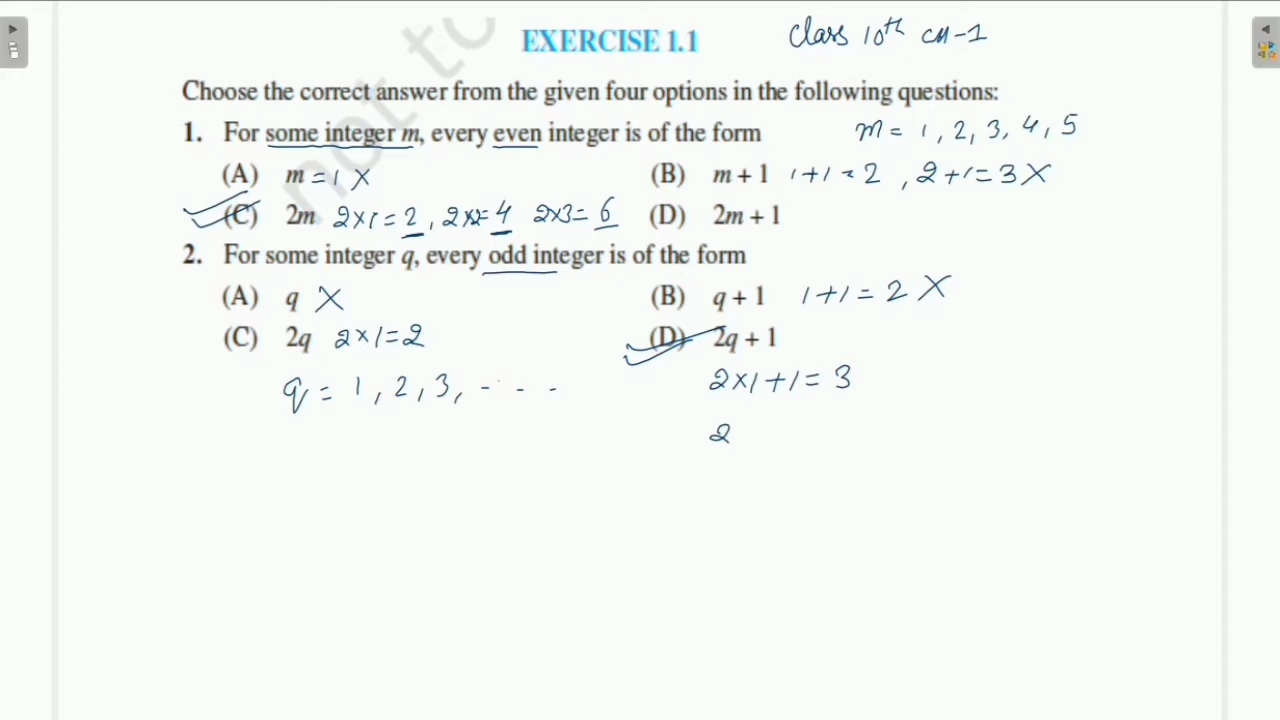 not to
EXERCISE 1.1 Class 10th CH-1
Choose the correct answer from the given four options in the following questions:
1. For some integer m, every even integer is of the form m = 1, 2, 3, 4, 5
(A) m = 1 X (B) m + 1 1+1 = 2 , 2+1 = 3 X
(C) 2m 2×1 = 2, 2×2= 4 2×3= 6 (D) 2m + 1
2. For some integer q, every odd integer is of the form
(A) q X (B) q + 1 1+1 = 2 X
(C) 2q 2×1=2 (D) 2q + 1
q = 1, 2, 3, - - - 2×1+1 = 3
2